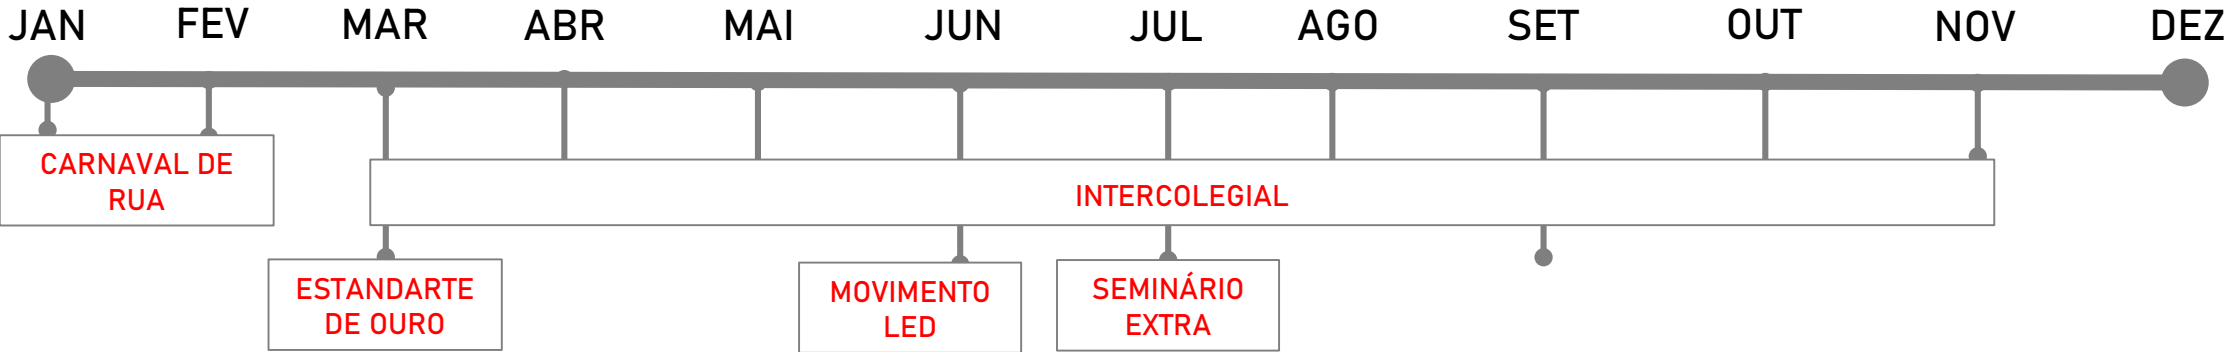 JAN FEV MAR ABR MAI JUN JUL AGO SET OUT NOV DEZ
CARNAVAL DE
RUA
INTERCOLEGIAL
ESTANDARTE
DE OURO
MOVIMENTO
LED
SEMINÁRIO
EXTRA